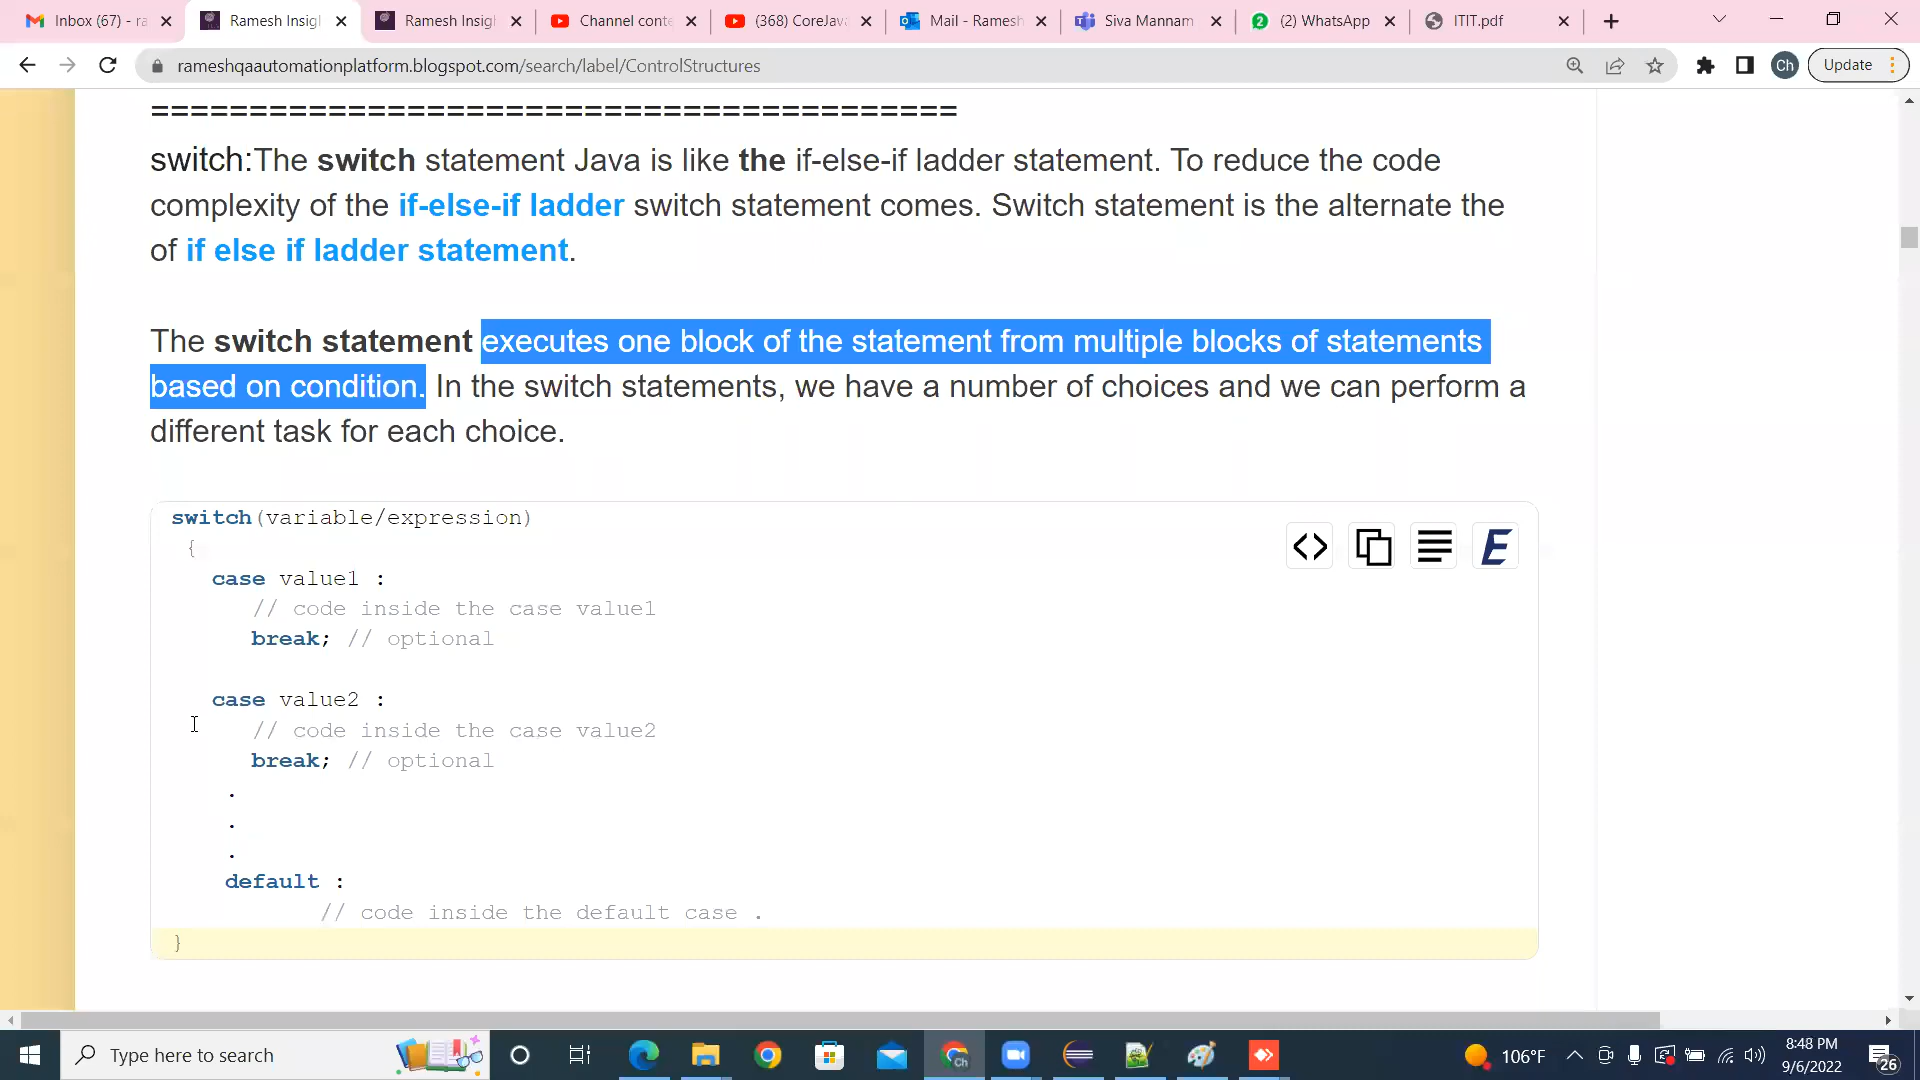 Inbox (67) - ra
Ramesh Insigh
Ramesh Insigh
Channel conte
(368) CoreJava
Mail - Ramesh
Siva Mannam
(2) WhatsApp
ITIT.pdf
rameshqaautomationplatform.blogspot.com/search/label/ControlStructures
Ch
Update
=========================================
switch:The switch statement Java is like the if-else-if ladder statement. To reduce the code
complexity of the if-else-if ladder switch statement comes. Switch statement is the alternate the
of if else if ladder statement.
The switch statement executes one block of the statement from multiple blocks of statements
based on condition. In the switch statements, we have a number of choices and we can perform a
different task for each choice.
switch(variable/expression)
{
case value1 :
// code inside the case value1
break; // optional
case value2 :
// code inside the case value2
break; // optional
.
.
.
default :
// code inside the default case .
}
Type here to search
106°F
8:48 PM
9/6/2022
26